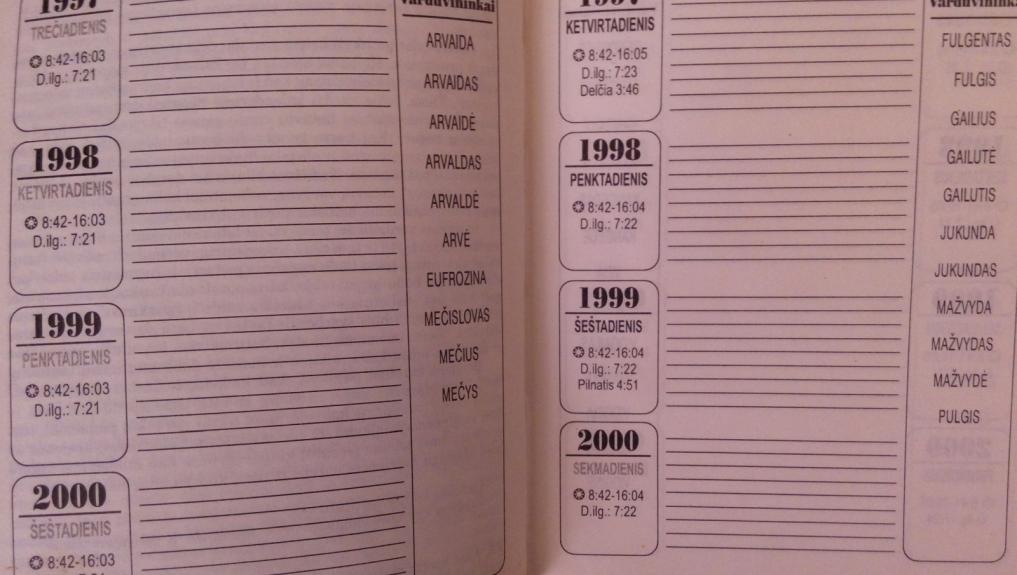 1997
TREČIADIENIS
8:42-16:03
D.ilg.: 7:21
1998
KETVIRTADIENIS
8:42-16:03
D.ilg.: 7:21
1999
PENKTADIENIS
8:42-16:03
D.ilg.: 7:21
2000
ŠEŠTADIENIS
8:42-16:03
Varduvininkai
ARVAIDA
ARVAIDAS
ARVAIDĖ
ARVALDAS
ARVALDĖ
ARVĖ
EUFROZINA
MEČISLOVAS
MEČIUS
MEČYS
1997
KETVIRTADIENIS
8:42-16:05
D.ilg.: 7:23
Delčia 3:46
1998
PENKTADIENIS
8:42-16:04
D.ilg.: 7:22
1999
ŠEŠTADIENIS
8:42-16:04
D.ilg.: 7:22
Pilnatis 4:51
2000
SEKMADIENIS
8:42-16:04
D.ilg.: 7:22
FULGENTAS
FULGIS
GAILIUS
GAILUTĖ
GAILUTIS
JUKUNDA
JUKUNDAS
MAŽVYDA
MAŽVYDAS
MAŽVYDĖ
PULGIS